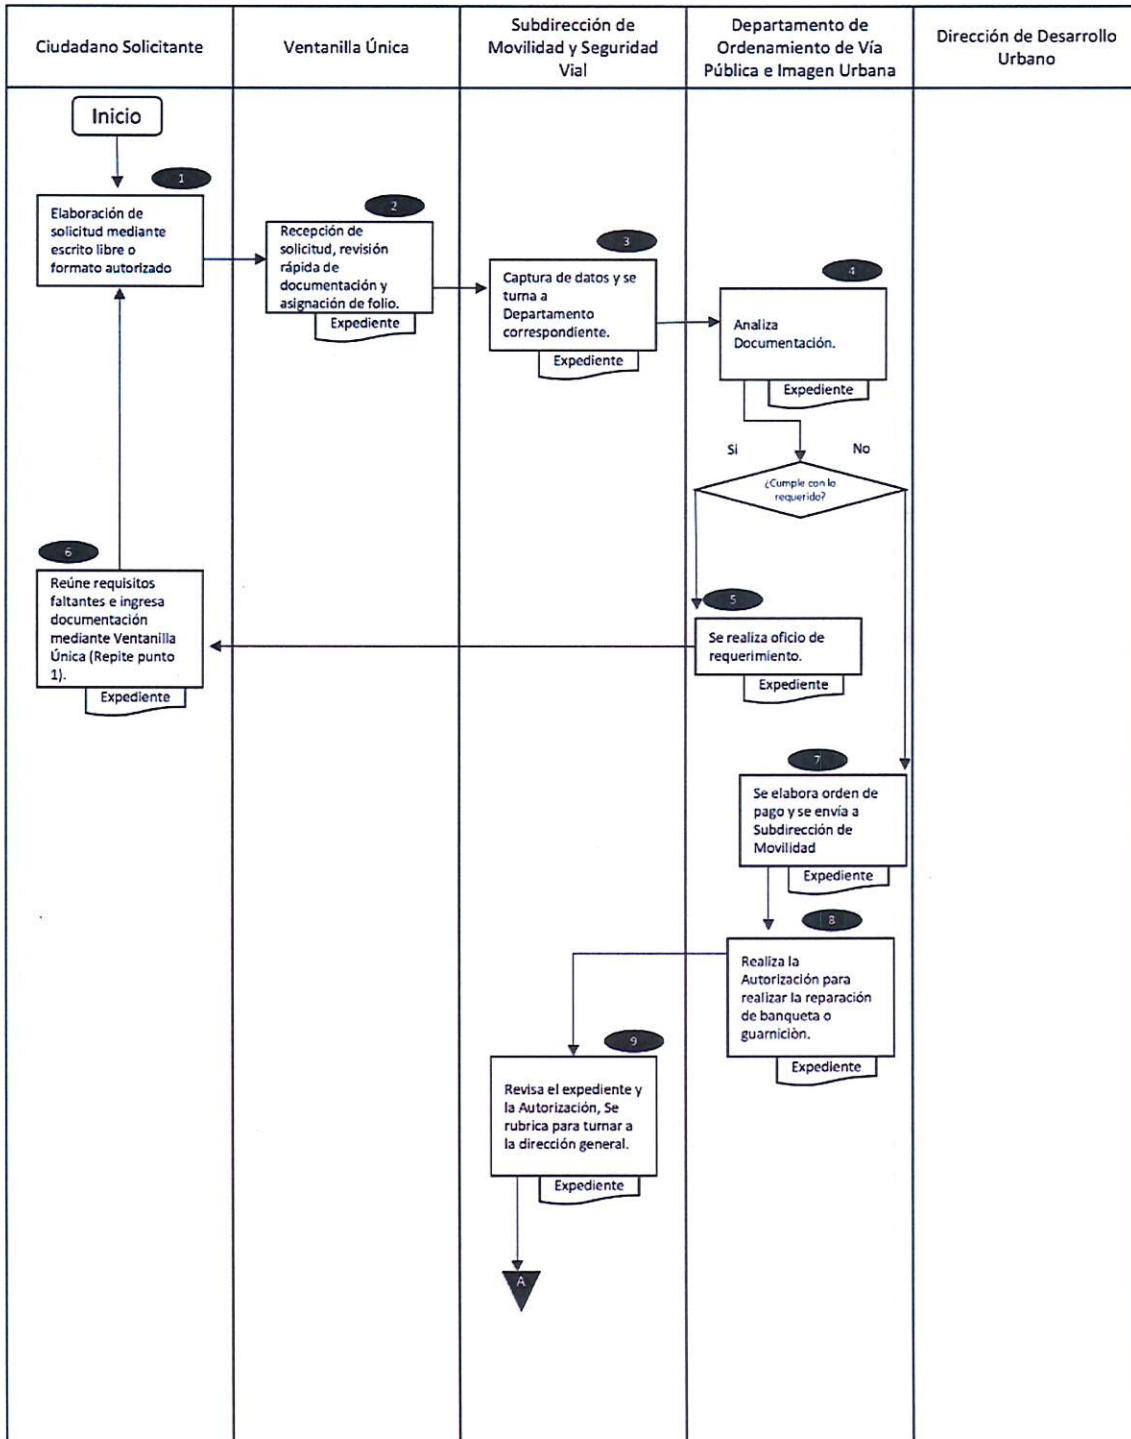 Ciudadano Solicitante
Ventanilla Única
Subdirección de
Movilidad y Seguridad
Vial
Departamento de
Ordenamiento de Vía
Pública e Imagen Urbana
Dirección de Desarrollo
Urbano
Inicio
1
Elaboración de
solicitud mediante
escrito libre o
formato autorizado
2
Recepción de
solicitud, revisión
rápida de
documentación y
asignación de folio.
Expediente
3
Captura de datos y se
turna a
Departamento
correspondiente.
Expediente
4
Analiza
Documentación.
Expediente
Si
No
¿Cumple con lo
requerido?
5
Se realiza oficio de
requerimiento.
Expediente
6
Reúne requisitos
faltantes e ingresa
documentación
mediante Ventanilla
Única (Repite punto
1).
Expediente
7
Se elabora orden de
pago y se envía a
Subdirección de
Movilidad
Expediente
8
Realiza la
Autorización para
realizar la reparación
de banqueta o
guarniciòn.
Expediente
9
Revisa el expediente y
la Autorización, Se
rubrica para turnar a
la dirección general.
Expediente
A